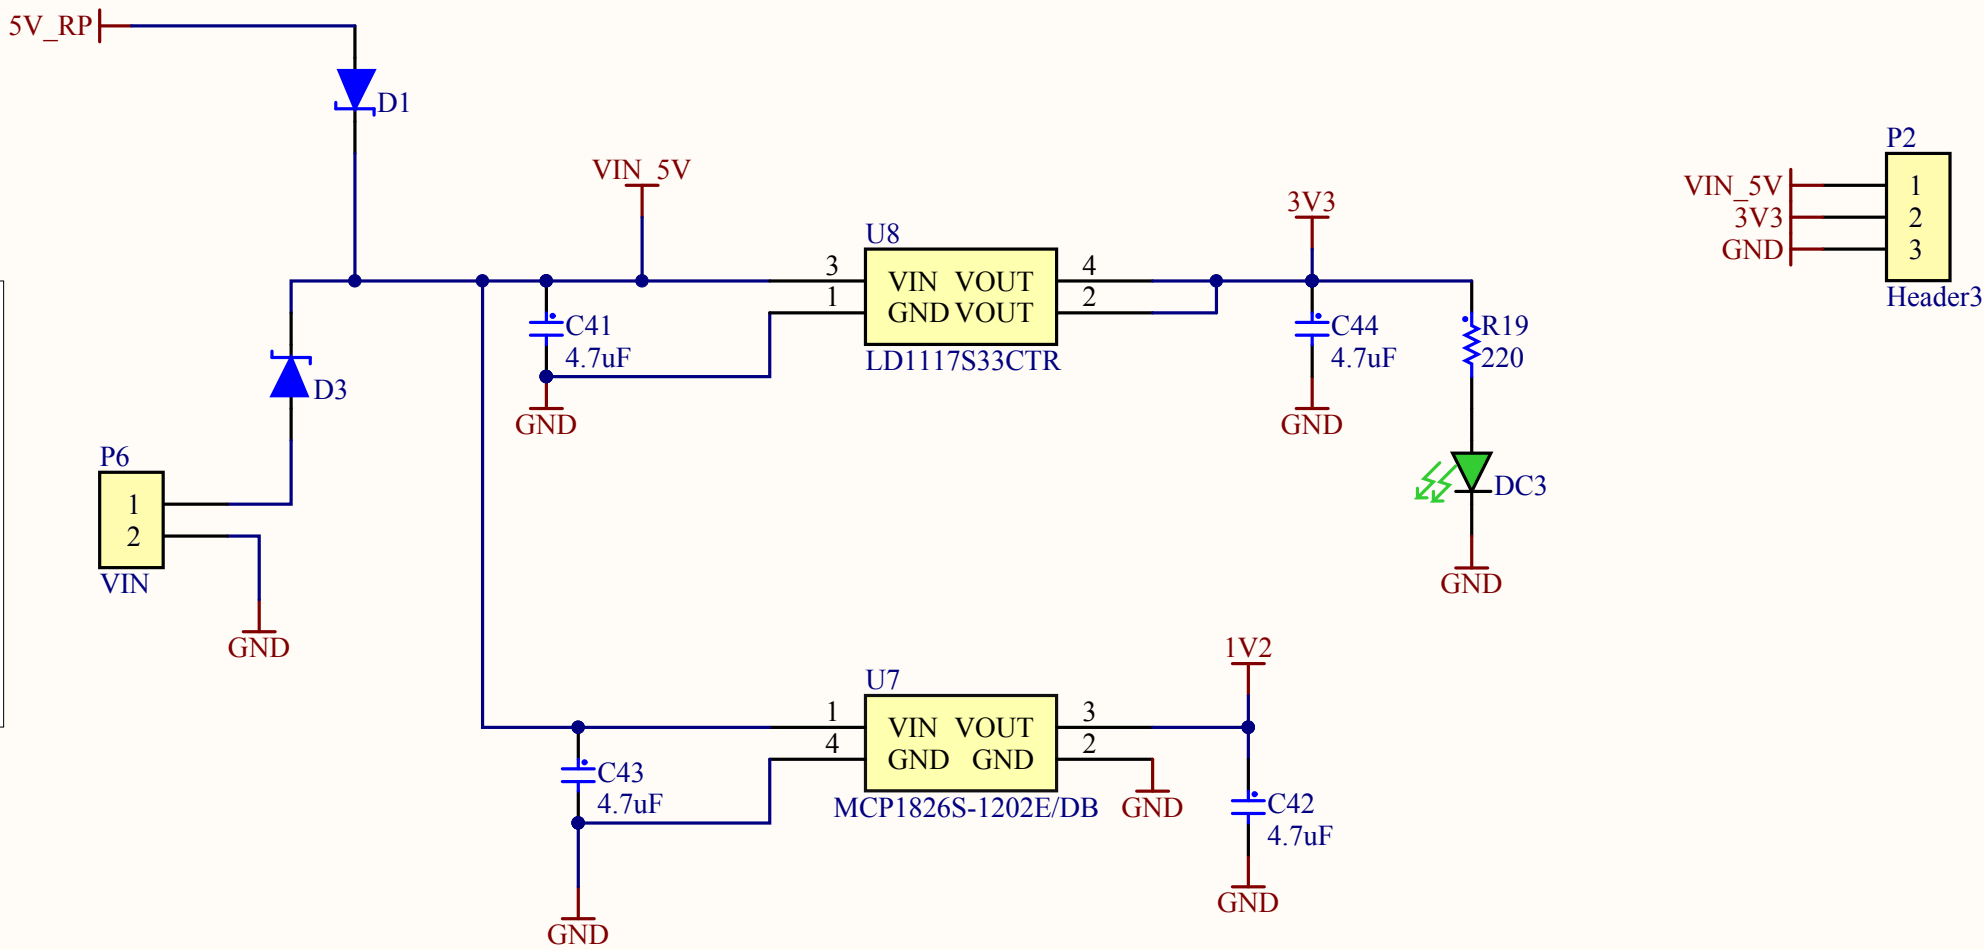 5V_RP
D1
VIN_5V
U8
3
1
VIN VOUT
GND VOUT
4
2
LD1117S33CTR
C41
4.7uF
GND
3V3
C44
4.7uF
GND
R19
220
DC3
GND
P2
VIN_5V
3V3
GND
1
2
3
Header3
D3
P6
1
2
VIN
GND
U7
1
4
VIN VOUT
GND GND
3
2
MCP1826S-1202E/DB
GND
C43
4.7uF
GND
1V2
C42
4.7uF
GND